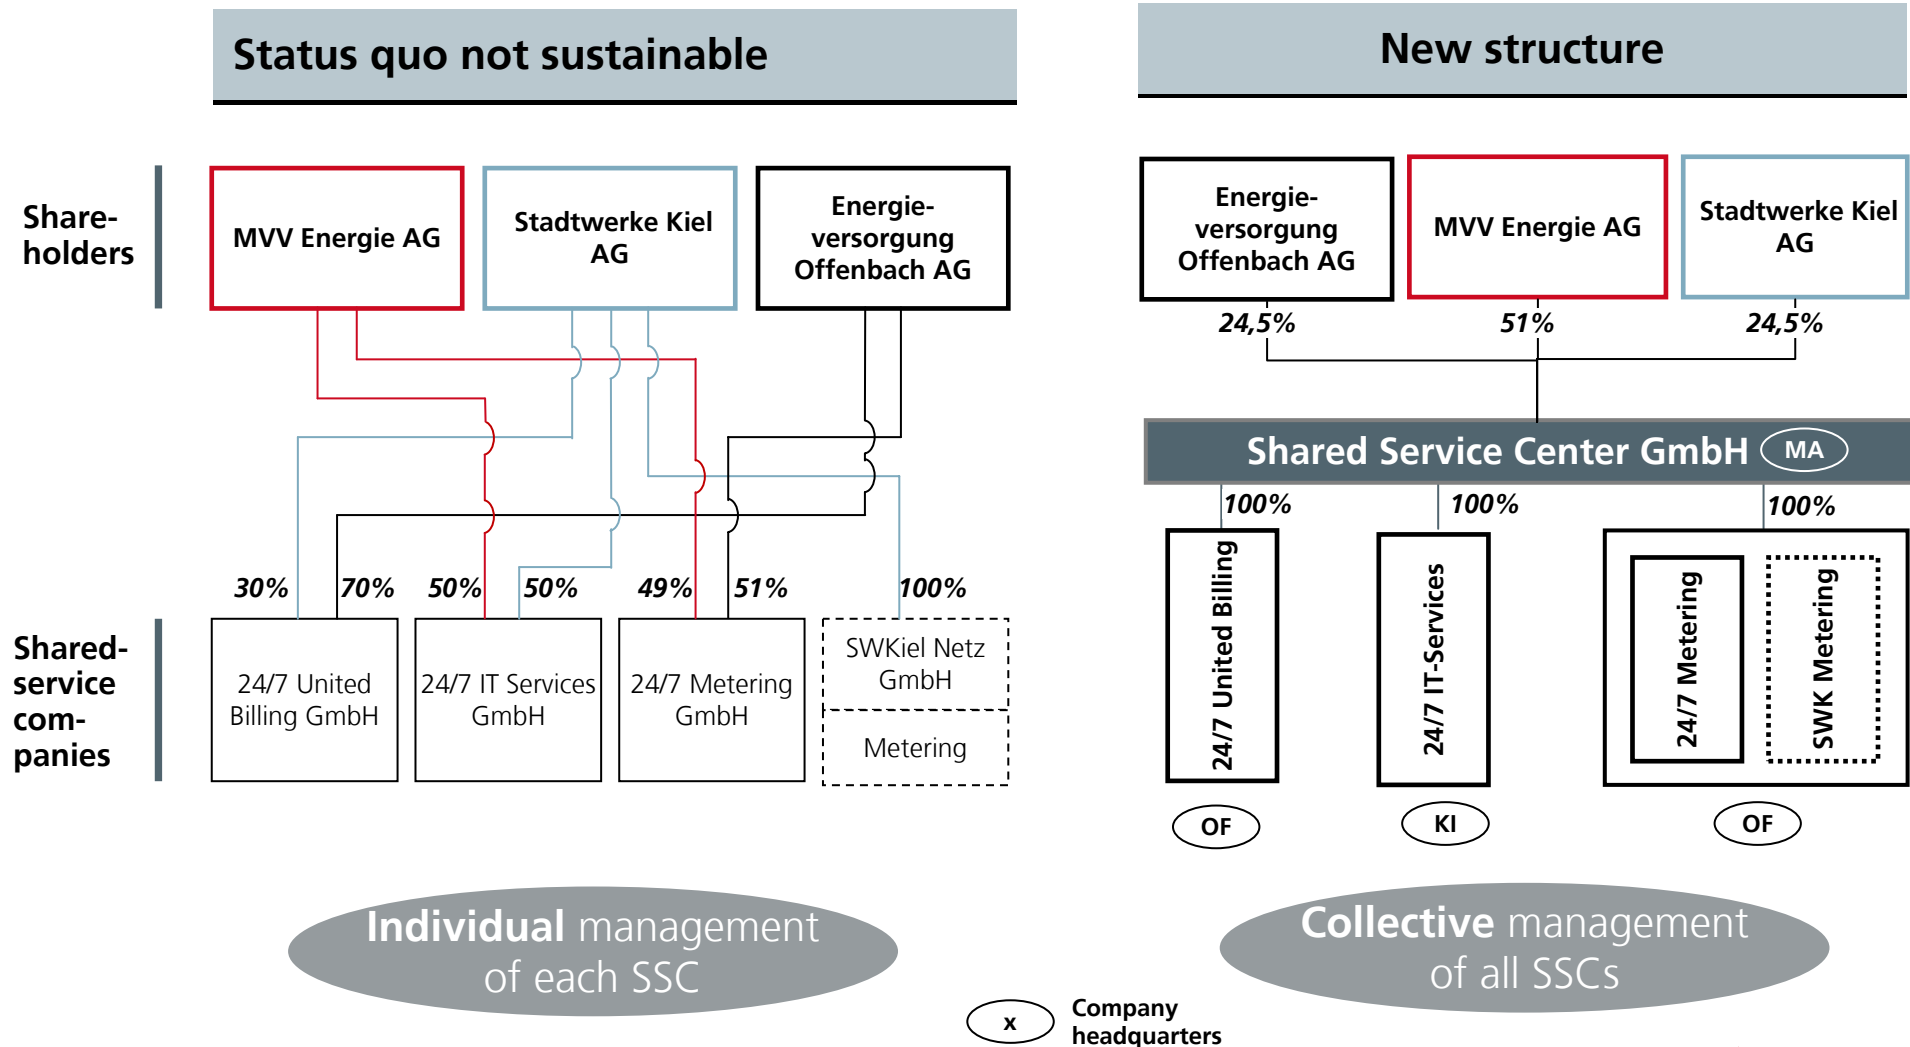 Status quo not sustainable
Share-
holders
MVV Energie AG
Stadtwerke Kiel
AG
Energie-
versorgung
Offenbach AG
30%
70%
50%
50%
49%
51%
100%
Shared-
service
com-
panies
24/7 United
Billing GmbH
24/7 IT Services
GmbH
24/7 Metering
GmbH
SWKiel Netz
GmbH
Metering
Individual management
of each SSC
New structure
Energie-
versorgung
Offenbach AG
MVV Energie AG
Stadtwerke Kiel
AG
24,5%
51%
24,5%
Shared Service Center GmbH
MA
100%
100%
100%
24/7 United Billing
24/7 IT-Services
24/7 Metering
SWK Metering
OF
KI
OF
Collective management
of all SSCs
x
Company
headquarters